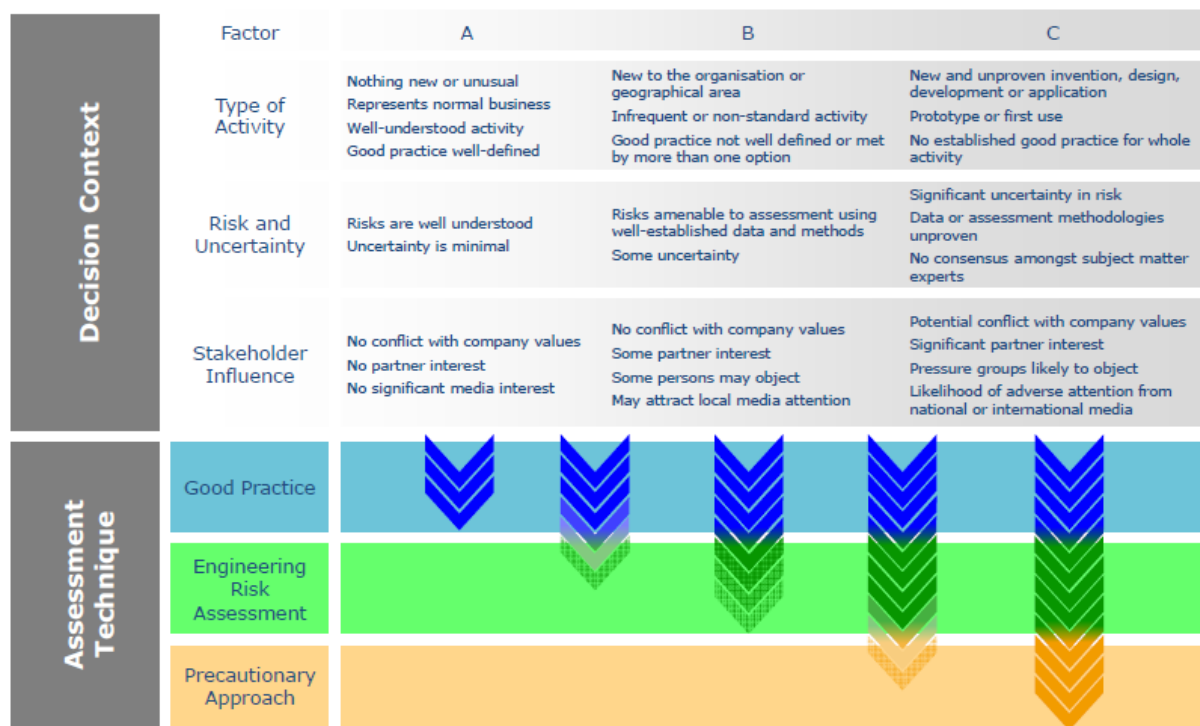 Decision Context
Factor
A
B
C
Type of
Activity
Nothing new or unusual
Represents normal business
Well-understood activity
Good practice well-defined
New to the organisation or
geographical area
Infrequent or non-standard activity
Good practice not well defined or met
by more than one option
New and unproven invention, design,
development or application
Prototype or first use
No established good practice for whole
activity
Risk and
Uncertainty
Risks are well understood
Uncertainty is minimal
Risks amenable to assessment using
well-established data and methods
Some uncertainty
Significant uncertainty in risk
Data or assessment methodologies
unproven
No consensus amongst subject matter
experts
Stakeholder
Influence
No conflict with company values
No partner interest
No significant media interest
No conflict with company values
Some partner interest
Some persons may object
May attract local media attention
Potential conflict with company values
Significant partner interest
Pressure groups likely to object
Likelihood of adverse attention from
national or international media
Assessment
Technique
Good Practice
Engineering
Risk
Assessment
Precautionary
Approach